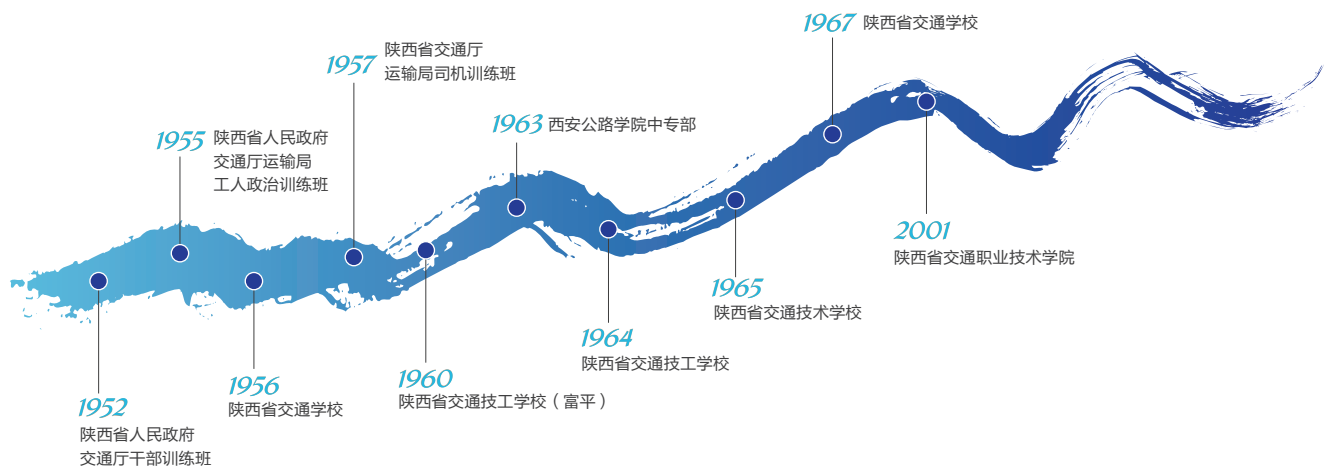 1952
陕西省人民政府
交通厅干部训练班
1955
陕西省人民政府
交通厅运输局
工人政治训练班
1956
陕西省交通学校
1957
陕西省交通厅
运输局司机训练班
1960
陕西省交通技工学校（富平）
1963
西安公路学院中专部
1964
陕西省交通技工学校
1965
陕西省交通技术学校
1967
陕西省交通学校
2001
陕西省交通职业技术学院